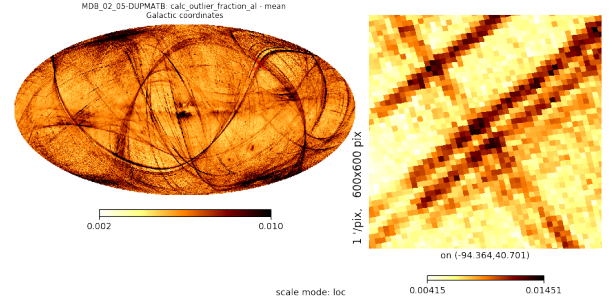 MDB_02_05-DUPMATB: calc_outlier_fraction_al - mean
Galactic coordinates
0.002
0.010
1 '/pix, 600x600 pix
on (-94.364,40.701)
0.00415
0.01451
scale mode: loc